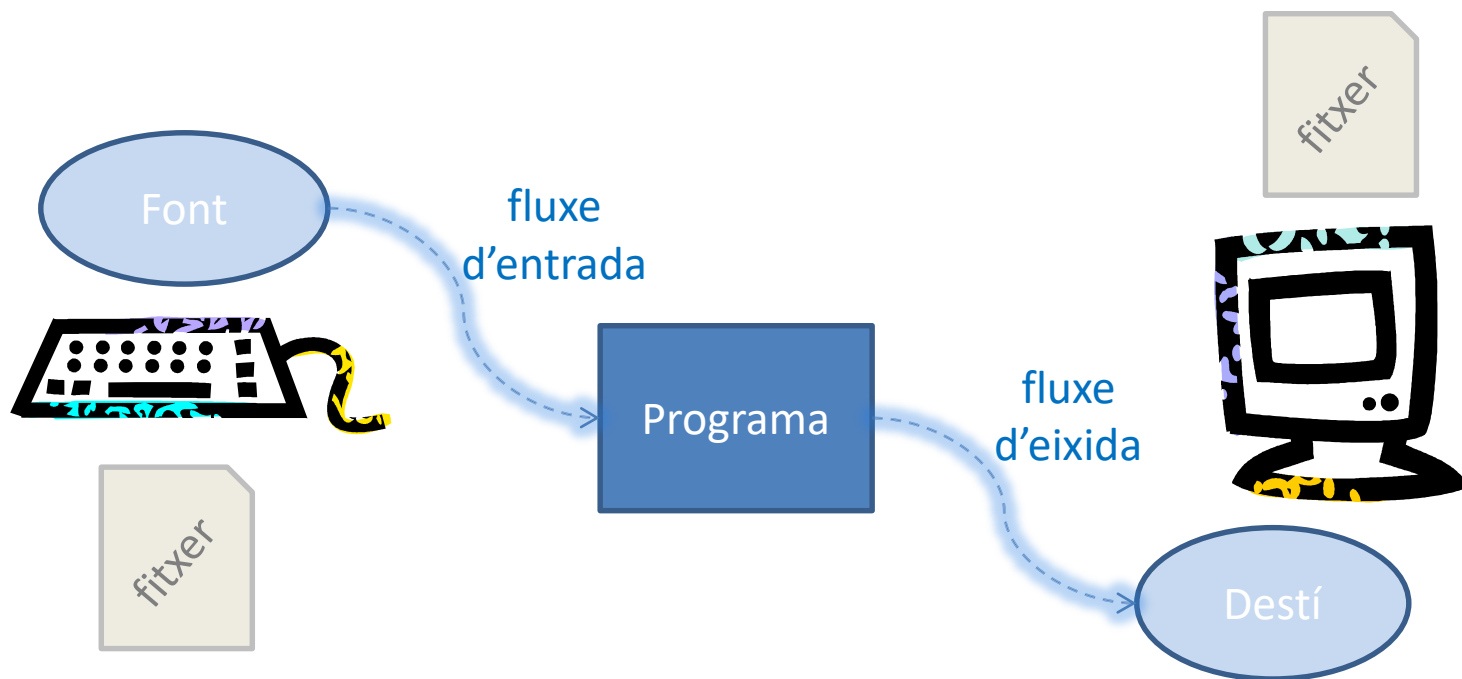 fitxer
Font
fluxe
d’entrada
Programa
fluxe
d’eixida
fitxer
Destí